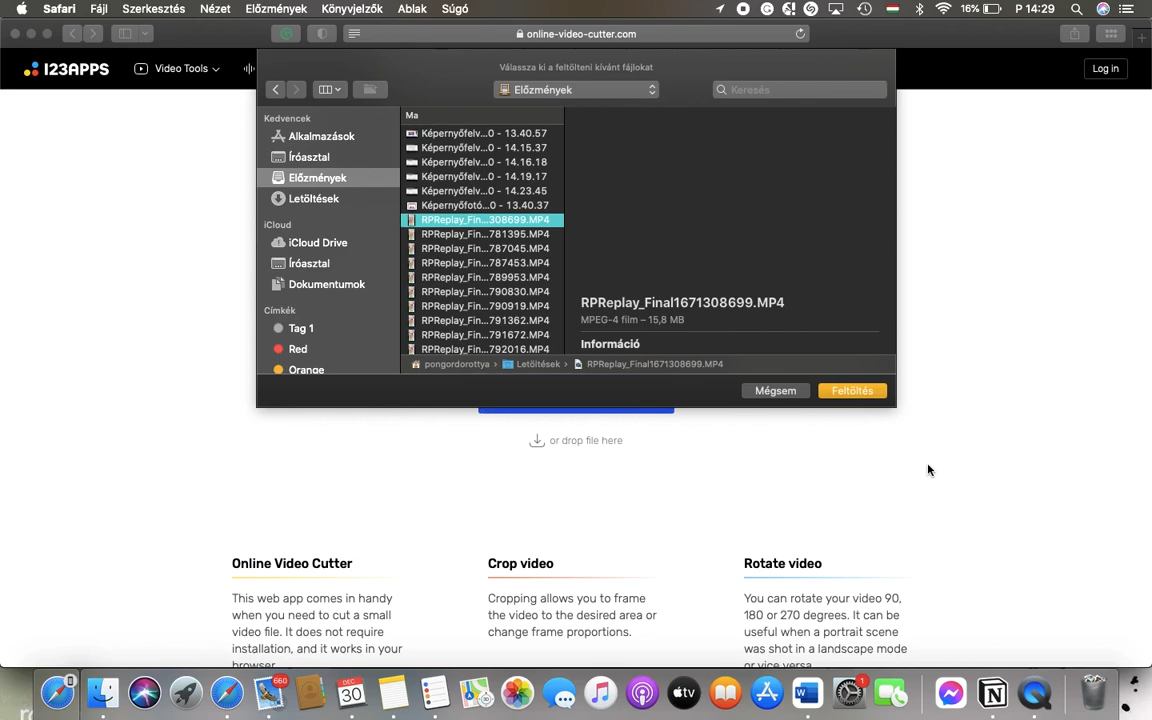 Safari Fájl Szerkesztés Nézet Előzmények Könyvjelzők Ablak Súgó 16% P 14:29
online-video-cutter.com
123APPS Video Tools Log in
Válassza ki a feltölteni kívánt fájlokat
Előzmények
Keresés
Kedvencek
Alkalmazások
Íróasztal
Előzmények
Letöltések
iCloud
iCloud Drive
Íróasztal
Dokumentumok
Címkék
Tag 1
Red
Orange
Ma
Képernyőfelv...0 - 13.40.57
Képernyőfelv...0 - 14.15.37
Képernyőfelv...0 - 14.16.18
Képernyőfelv...0 - 14.19.17
Képernyőfelv...0 - 14.23.45
Képernyőfotó...0 - 13.40.37
RPReplay_Fin...308699.MP4
RPReplay_Fin...781395.MP4
RPReplay_Fin...787045.MP4
RPReplay_Fin...787453.MP4
RPReplay_Fin...789953.MP4
RPReplay_Fin...790830.MP4
RPReplay_Fin...790919.MP4
RPReplay_Fin...791362.MP4
RPReplay_Fin...791672.MP4
RPReplay_Fin...792016.MP4
RPReplay_Final1671308699.MP4
MPEG-4 film – 15,8 MB
Információ
pongordorottya › Letöltések › RPReplay_Final1671308699.MP4
Mégsem Feltöltés
or drop file here
Online Video Cutter
This web app comes in handy
when you need to cut a small
video file. It does not require
installation, and it works in your
browser.
Crop video
Cropping allows you to frame
the video to the desired area or
change frame proportions.
Rotate video
You can rotate your video 90,
180 or 270 degrees. It can be
useful when a portrait scene
was shot in a landscape mode
or vice versa.
660
DEC
30
1